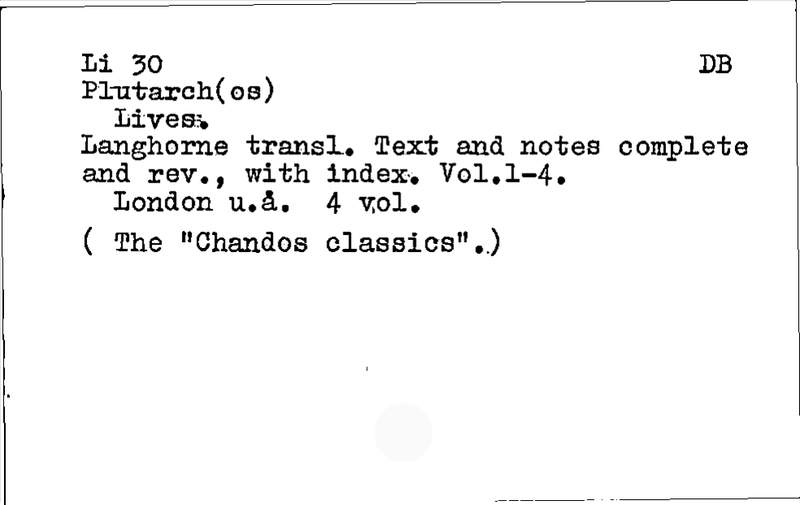 Li 30 DB
Plutarch(os)
Lives.
Langhorne transl. Text and notes complete
and rev., with index. Vol.1-4.
London u.å. 4 vol.
( The "Chandos classics".)